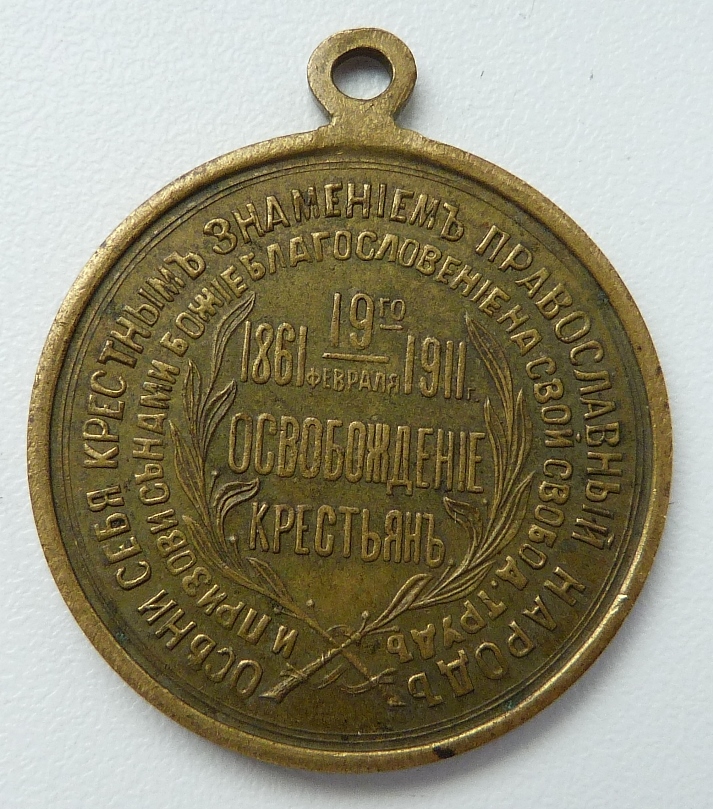 ОСѢНИ СЕБЯ КРЕСТНЫМЪ ЗНАМЕНІЕМЪ ПРАВОСЛАВНЫЙ НАРОДЪ
И ПРИЗОВИ СЪ НАМИ БОЖІЕ БЛАГОСЛОВЕНІЕ НА СВОЙ СВОБОД. ТРУДЪ
19ГО
1861 ФЕВРАЛЯ 1911 г.
ОСВОБОЖДЕНІЕ
КРЕСТЬЯНЪ